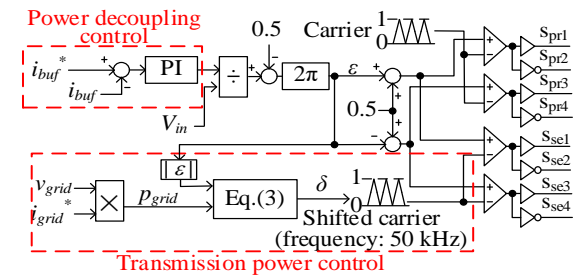 Power decoupling
control
0.5
Carrier
1
0
i_buf*
+
-
PI
÷
+
-
2π
ε
+
+
0.5
+
-
i_buf
V_in
+
-
+
-
+
-
+
-
S_pr1
S_pr2
S_pr3
S_pr4
S_se1
S_se2
S_se3
S_se4
|ε|
v_grid
i_grid*
×
p_grid
Eq.(3)
δ
1
0
Shifted carrier
(frequency: 50 kHz)
Transmission power control